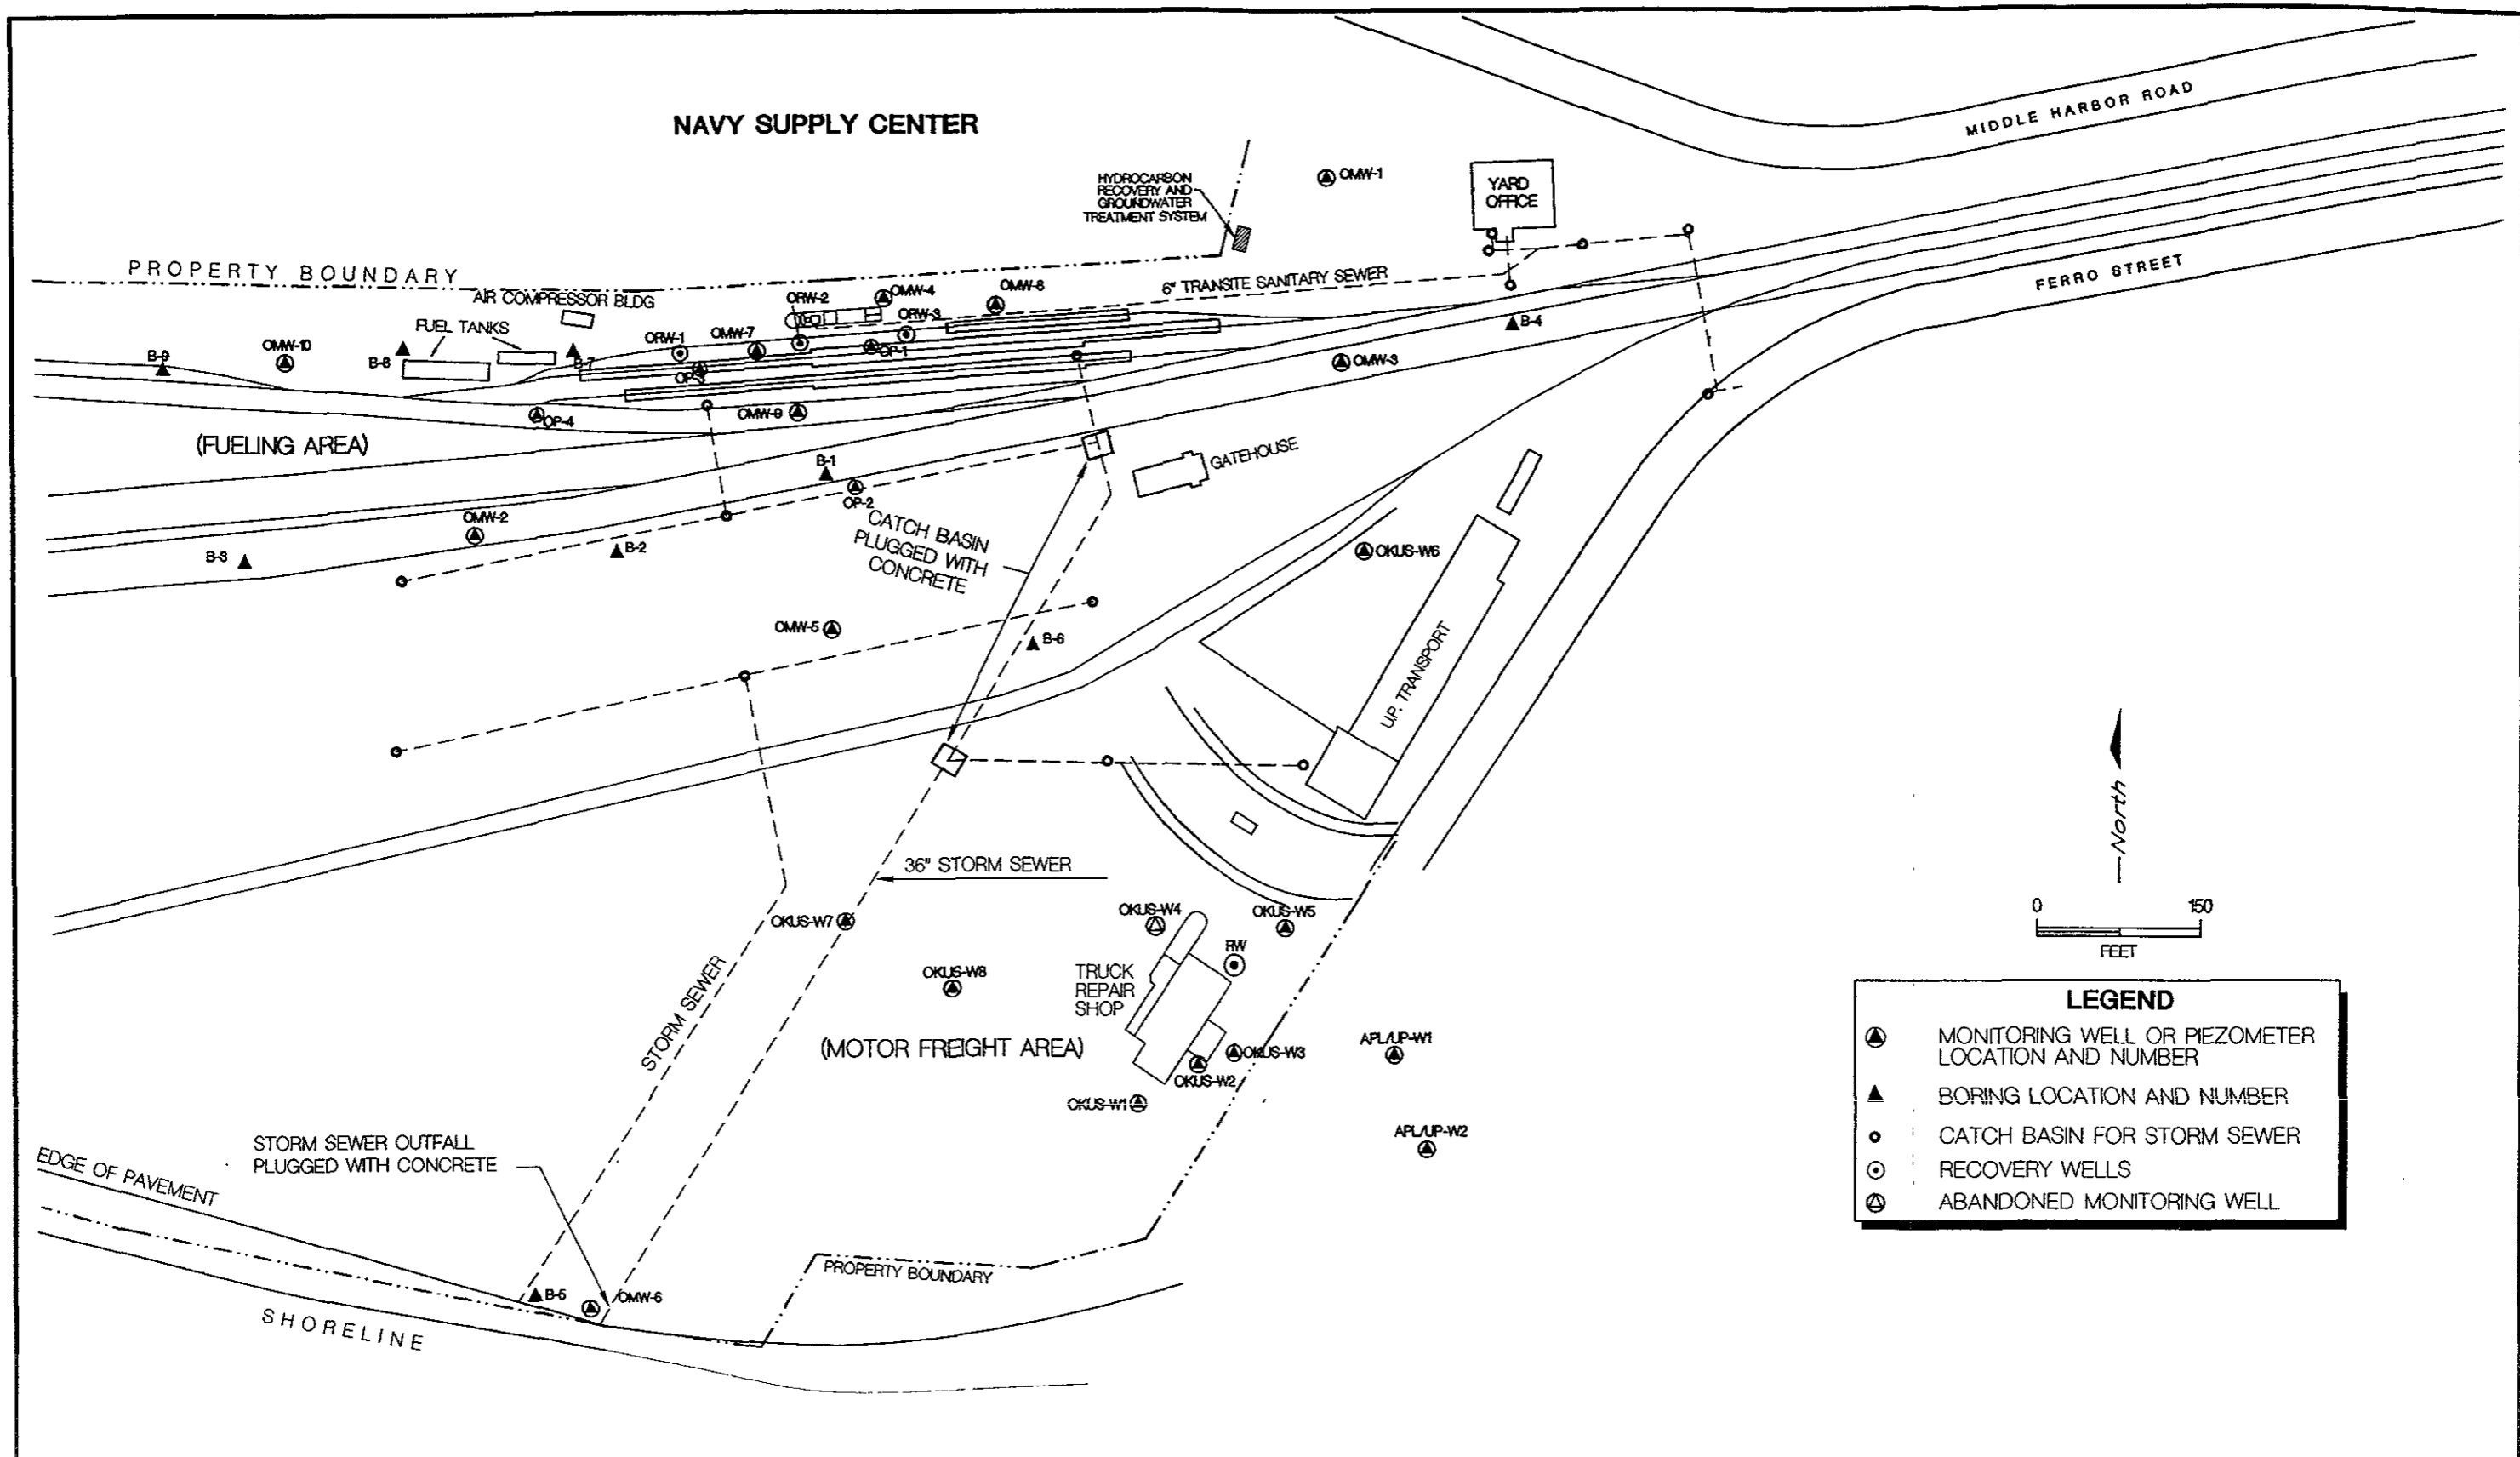 NAVY SUPPLY CENTER
MIDDLE HARBOR ROAD
HYDROCARBON
RECOVERY AND
GROUNDWATER
TREATMENT SYSTEM
OMW-1
YARD
OFFICE
FERRO STREET
PROPERTY BOUNDARY
AIR COMPRESSOR BLDG
6" TRANSITE SANITARY SEWER
ORW-2
OMW-4
OMW-8
FUEL TANKS
ORW-3
B-4
B-9
OMW-10
B-8
B-7
ORW-1
OMW-7
OP-1
OMW-3
OP-3
OP-4
OMW-9
(FUELING AREA)
GATEHOUSE
B-1
OP-2
OMW-2
B-3
B-2
CATCH BASIN
PLUGGED WITH
CONCRETE
OKUS-W6
OMW-5
B-6
U.P. TRANSPORT
North
36" STORM SEWER
OKUS-W7
OKUS-W4
OKUS-W5
RW
OKUS-W8
TRUCK
REPAIR
SHOP
STORM SEWER
(MOTOR FREIGHT AREA)
OKUS-W3
OKUS-W2
OKUS-W1
APL/UP-W1
APL/UP-W2
0 150
FEET
LEGEND
MONITORING WELL OR PIEZOMETER
LOCATION AND NUMBER
BORING LOCATION AND NUMBER
CATCH BASIN FOR STORM SEWER
RECOVERY WELLS
ABANDONED MONITORING WELL
STORM SEWER OUTFALL
PLUGGED WITH CONCRETE
EDGE OF PAVEMENT
PROPERTY BOUNDARY
B-5
OMW-6
SHORELINE